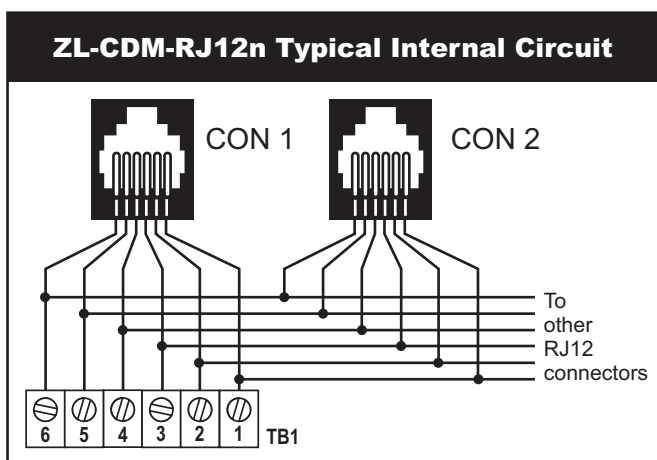 ZL-CDM-RJ12n Typical Internal Circuit
CON 1
CON 2
To
other
RJ12
connectors
6 5 4 3 2 1 TB1